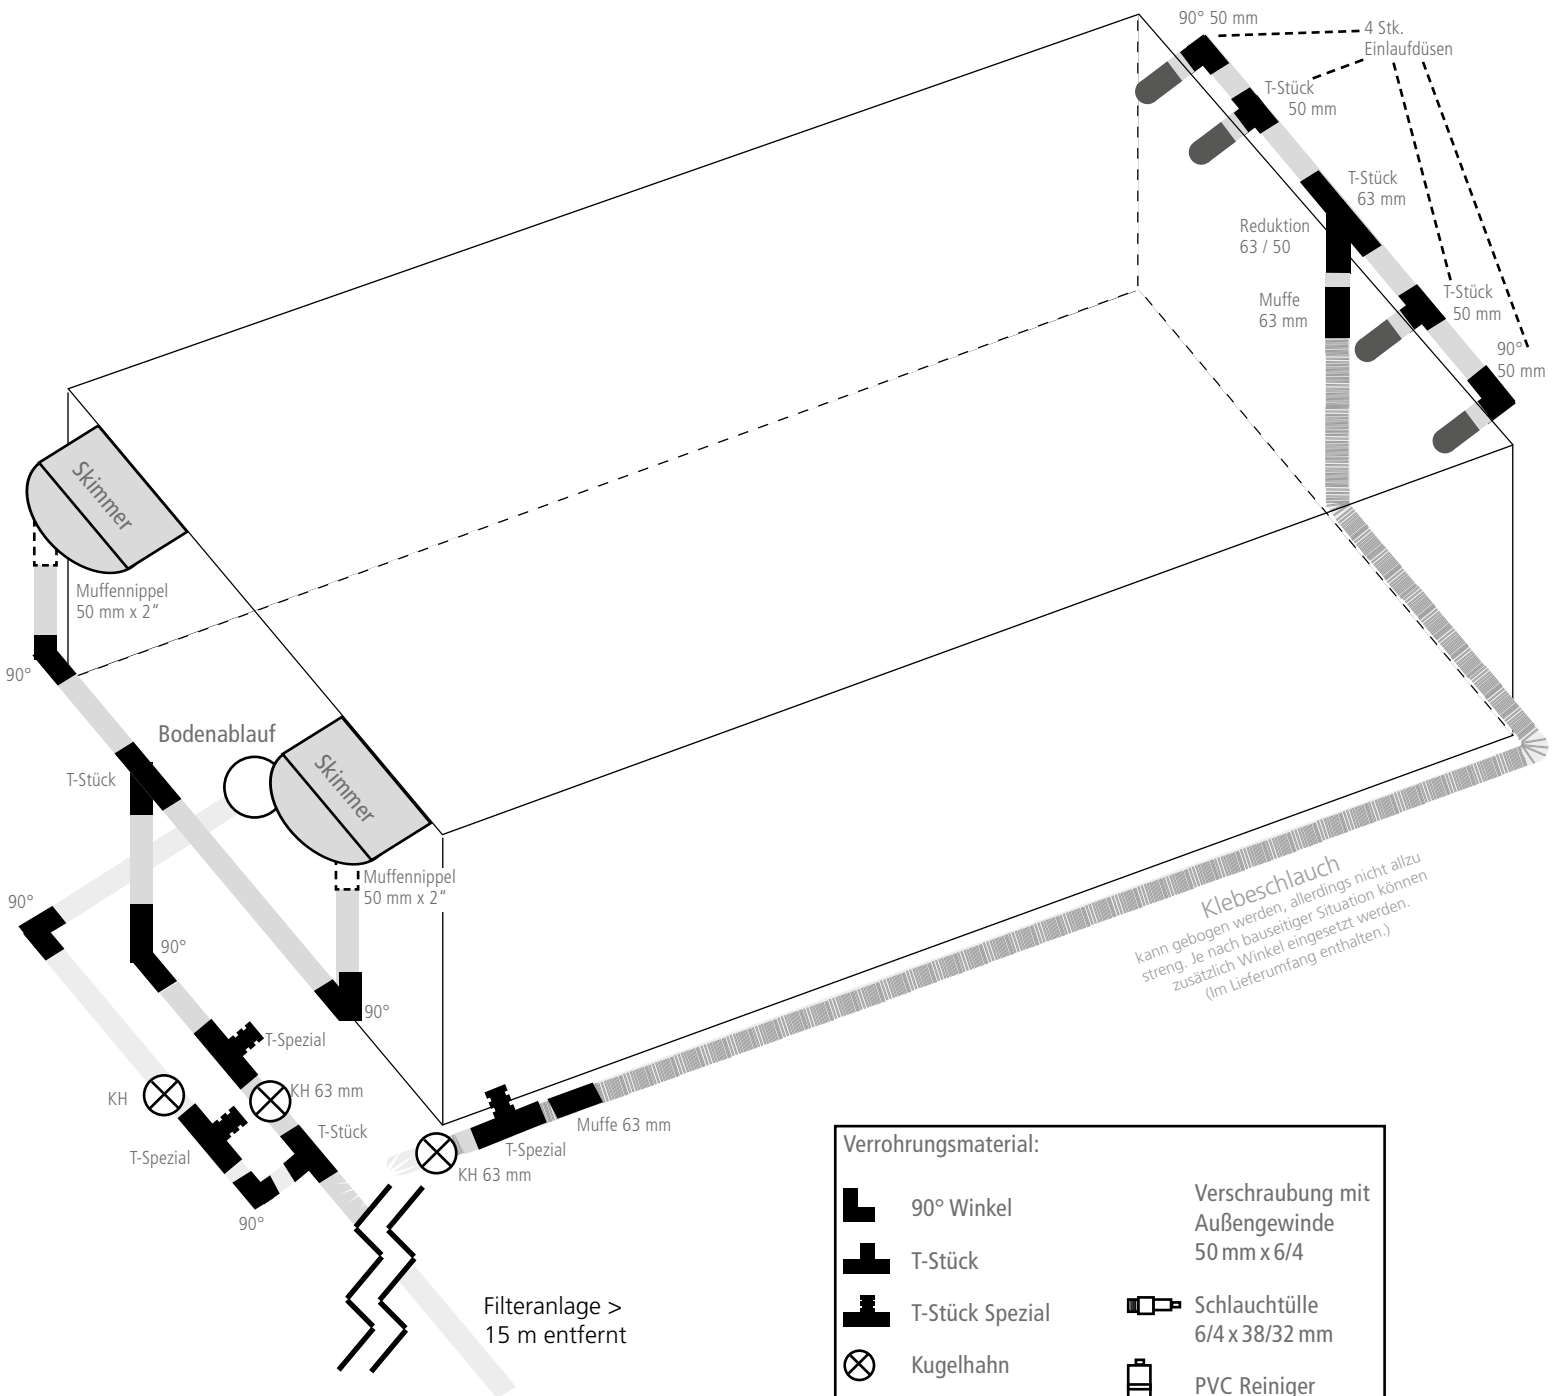 90° 50 mm
4 Stk.
Einlaufdüsen
T-Stück
50 mm
T-Stück
63 mm
Reduktion
63 / 50
Muffe
63 mm
T-Stück
50 mm
90°
50 mm
Skimmer
Muffennippel
50 mm x 2“
90°
Bodenablauf
T-Stück
Skimmer
Muffennippel
50 mm x 2“
90°
90°
90°
Klebeschlauch
kann gebogen werden, allerdings nicht allzu
streng. Je nach bauseitiger Situation können
zusätzlich Winkel eingesetzt werden.
(Im Lieferumfang enthalten.)
T-Spezial
KH
KH 63 mm
T-Stück
T-Spezial
Muffe 63 mm
T-Spezial
KH 63 mm
90°
Filteranlage >
15 m entfernt
Verrohrungsmaterial:
90° Winkel
T-Stück
T-Stück Spezial
Kugelhahn
Verschraubung mit
Außengewinde
50 mm x 6/4
Schlauchtülle
6/4 x 38/32 mm
PVC Reiniger